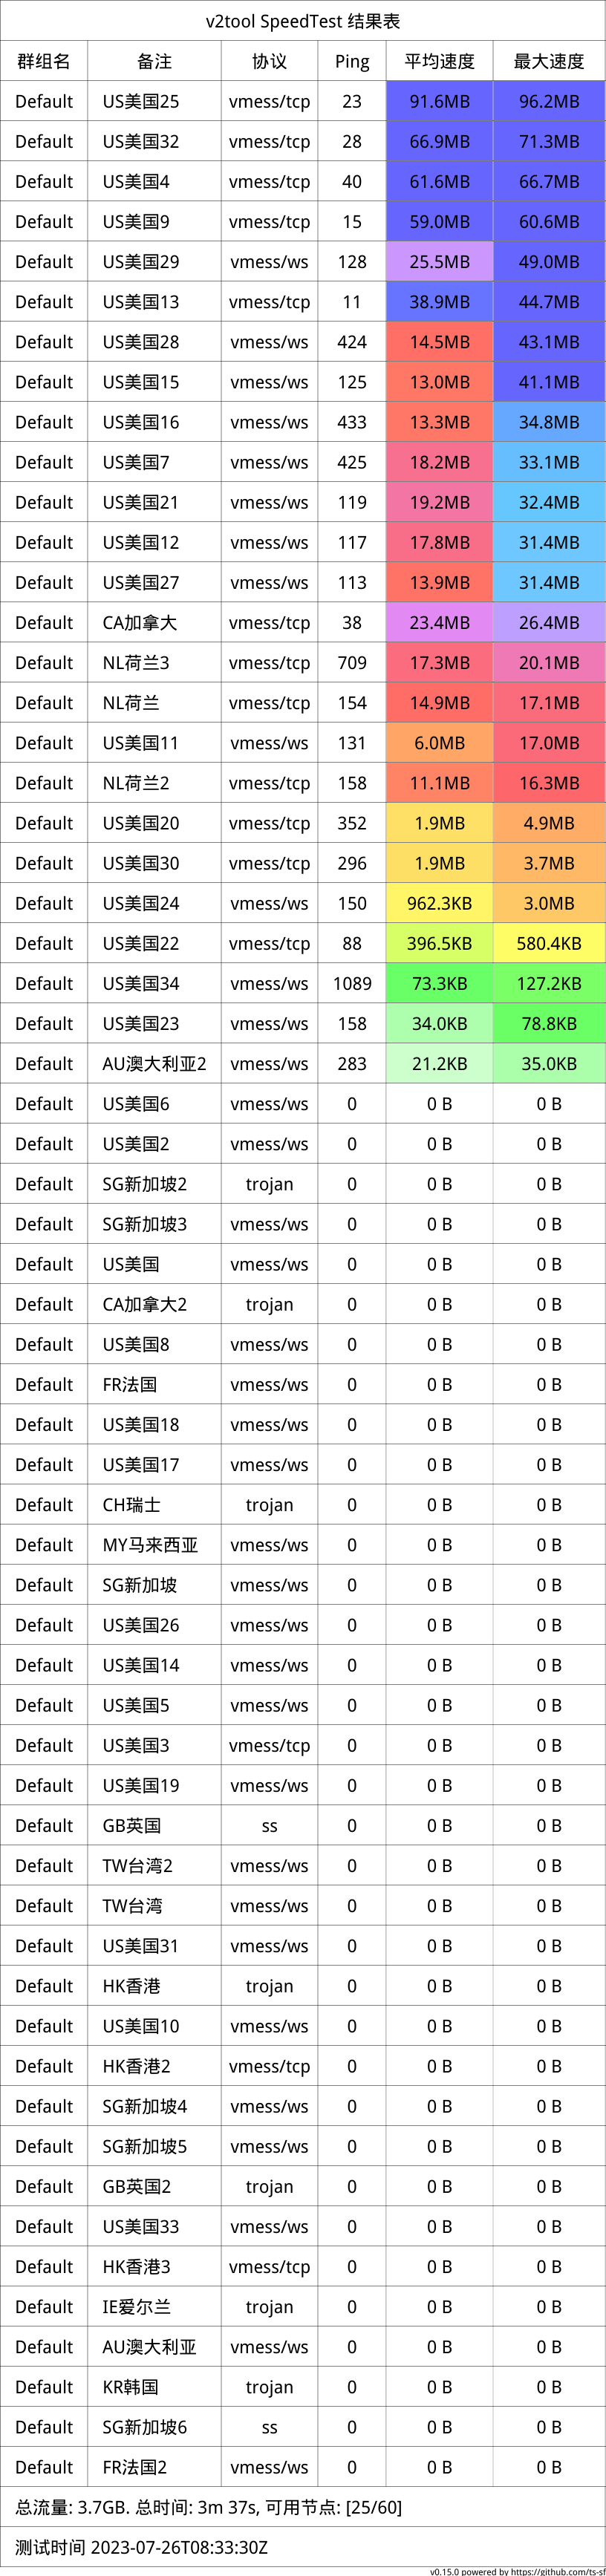 v2tool SpeedTest 结果表
群组名 备注 协议 Ping 平均速度 最大速度
Default US美国25 vmess/tcp 23 91.6MB 96.2MB
Default US美国32 vmess/tcp 28 66.9MB 71.3MB
Default US美国4 vmess/tcp 40 61.6MB 66.7MB
Default US美国9 vmess/tcp 15 59.0MB 60.6MB
Default US美国29 vmess/ws 128 25.5MB 49.0MB
Default US美国13 vmess/tcp 11 38.9MB 44.7MB
Default US美国28 vmess/ws 424 14.5MB 43.1MB
Default US美国15 vmess/ws 125 13.0MB 41.1MB
Default US美国16 vmess/ws 433 13.3MB 34.8MB
Default US美国7 vmess/ws 425 18.2MB 33.1MB
Default US美国21 vmess/ws 119 19.2MB 32.4MB
Default US美国12 vmess/ws 117 17.8MB 31.4MB
Default US美国27 vmess/ws 113 13.9MB 31.4MB
Default CA加拿大 vmess/tcp 38 23.4MB 26.4MB
Default NL荷兰3 vmess/tcp 709 17.3MB 20.1MB
Default NL荷兰 vmess/tcp 154 14.9MB 17.1MB
Default US美国11 vmess/ws 131 6.0MB 17.0MB
Default NL荷兰2 vmess/tcp 158 11.1MB 16.3MB
Default US美国20 vmess/tcp 352 1.9MB 4.9MB
Default US美国30 vmess/tcp 296 1.9MB 3.7MB
Default US美国24 vmess/ws 150 962.3KB 3.0MB
Default US美国22 vmess/tcp 88 396.5KB 580.4KB
Default US美国34 vmess/ws 1089 73.3KB 127.2KB
Default US美国23 vmess/ws 158 34.0KB 78.8KB
Default AU澳大利亚2 vmess/ws 283 21.2KB 35.0KB
Default US美国6 vmess/ws 0 0 B 0 B
Default US美国2 vmess/ws 0 0 B 0 B
Default SG新加坡2 trojan 0 0 B 0 B
Default SG新加坡3 vmess/ws 0 0 B 0 B
Default US美国 vmess/ws 0 0 B 0 B
Default CA加拿大2 trojan 0 0 B 0 B
Default US美国8 vmess/ws 0 0 B 0 B
Default FR法国 vmess/ws 0 0 B 0 B
Default US美国18 vmess/ws 0 0 B 0 B
Default US美国17 vmess/ws 0 0 B 0 B
Default CH瑞士 trojan 0 0 B 0 B
Default MY马来西亚 vmess/ws 0 0 B 0 B
Default SG新加坡 vmess/ws 0 0 B 0 B
Default US美国26 vmess/ws 0 0 B 0 B
Default US美国14 vmess/ws 0 0 B 0 B
Default US美国5 vmess/ws 0 0 B 0 B
Default US美国3 vmess/tcp 0 0 B 0 B
Default US美国19 vmess/ws 0 0 B 0 B
Default GB英国 ss 0 0 B 0 B
Default TW台湾2 vmess/ws 0 0 B 0 B
Default TW台湾 vmess/ws 0 0 B 0 B
Default US美国31 vmess/ws 0 0 B 0 B
Default HK香港 trojan 0 0 B 0 B
Default US美国10 vmess/ws 0 0 B 0 B
Default HK香港2 vmess/tcp 0 0 B 0 B
Default SG新加坡4 vmess/ws 0 0 B 0 B
Default SG新加坡5 vmess/ws 0 0 B 0 B
Default GB英国2 trojan 0 0 B 0 B
Default US美国33 vmess/ws 0 0 B 0 B
Default HK香港3 vmess/tcp 0 0 B 0 B
Default IE爱尔兰 trojan 0 0 B 0 B
Default AU澳大利亚 vmess/ws 0 0 B 0 B
Default KR韩国 trojan 0 0 B 0 B
Default SG新加坡6 ss 0 0 B 0 B
Default FR法国2 vmess/ws 0 0 B 0 B
总流量: 3.7GB. 总时间: 3m 37s, 可用节点: [25/60]
测试时间 2023-07-26T08:33:30Z
v0.15.0 powered by https://github.com/ts-sf